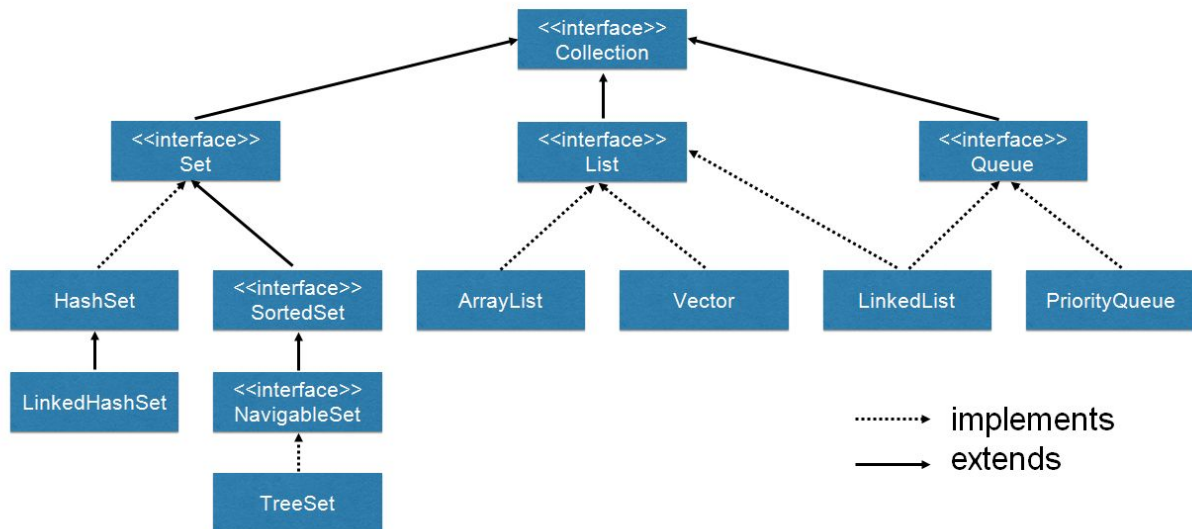 <<interface>>
Collection
<<interface>>
Set
<<interface>>
List
<<interface>>
Queue
HashSet
<<interface>>
SortedSet
ArrayList
Vector
LinkedList
PriorityQueue
LinkedHashSet
<<interface>>
NavigableSet
TreeSet
implements
extends